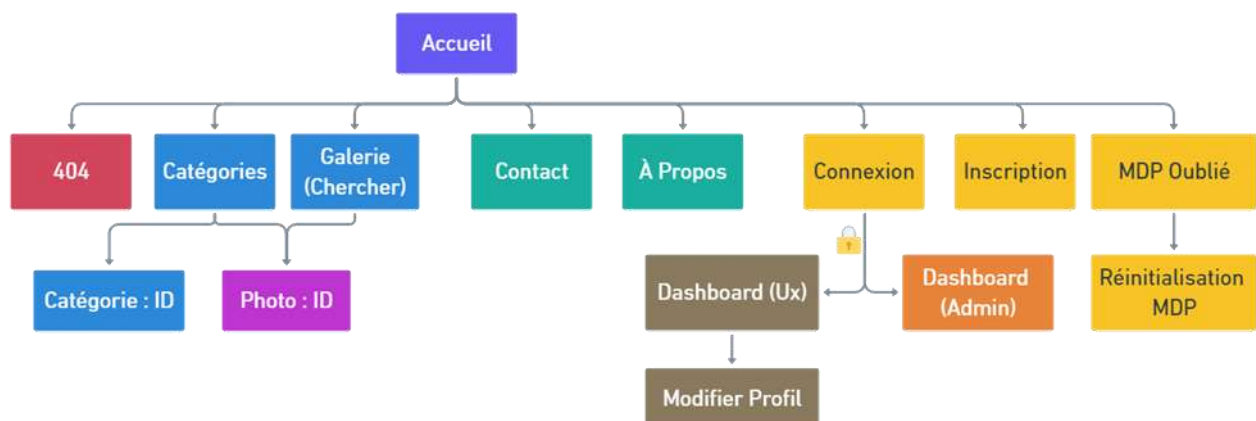 Accueil
404
Catégories
Galerie
(Chercher)
Contact
À Propos
Connexion
Inscription
MDP Oublié
Catégorie : ID
Photo : ID
Dashboard (Ux)
Dashboard
(Admin)
Réinitialisation
MDP
Modifier Profil